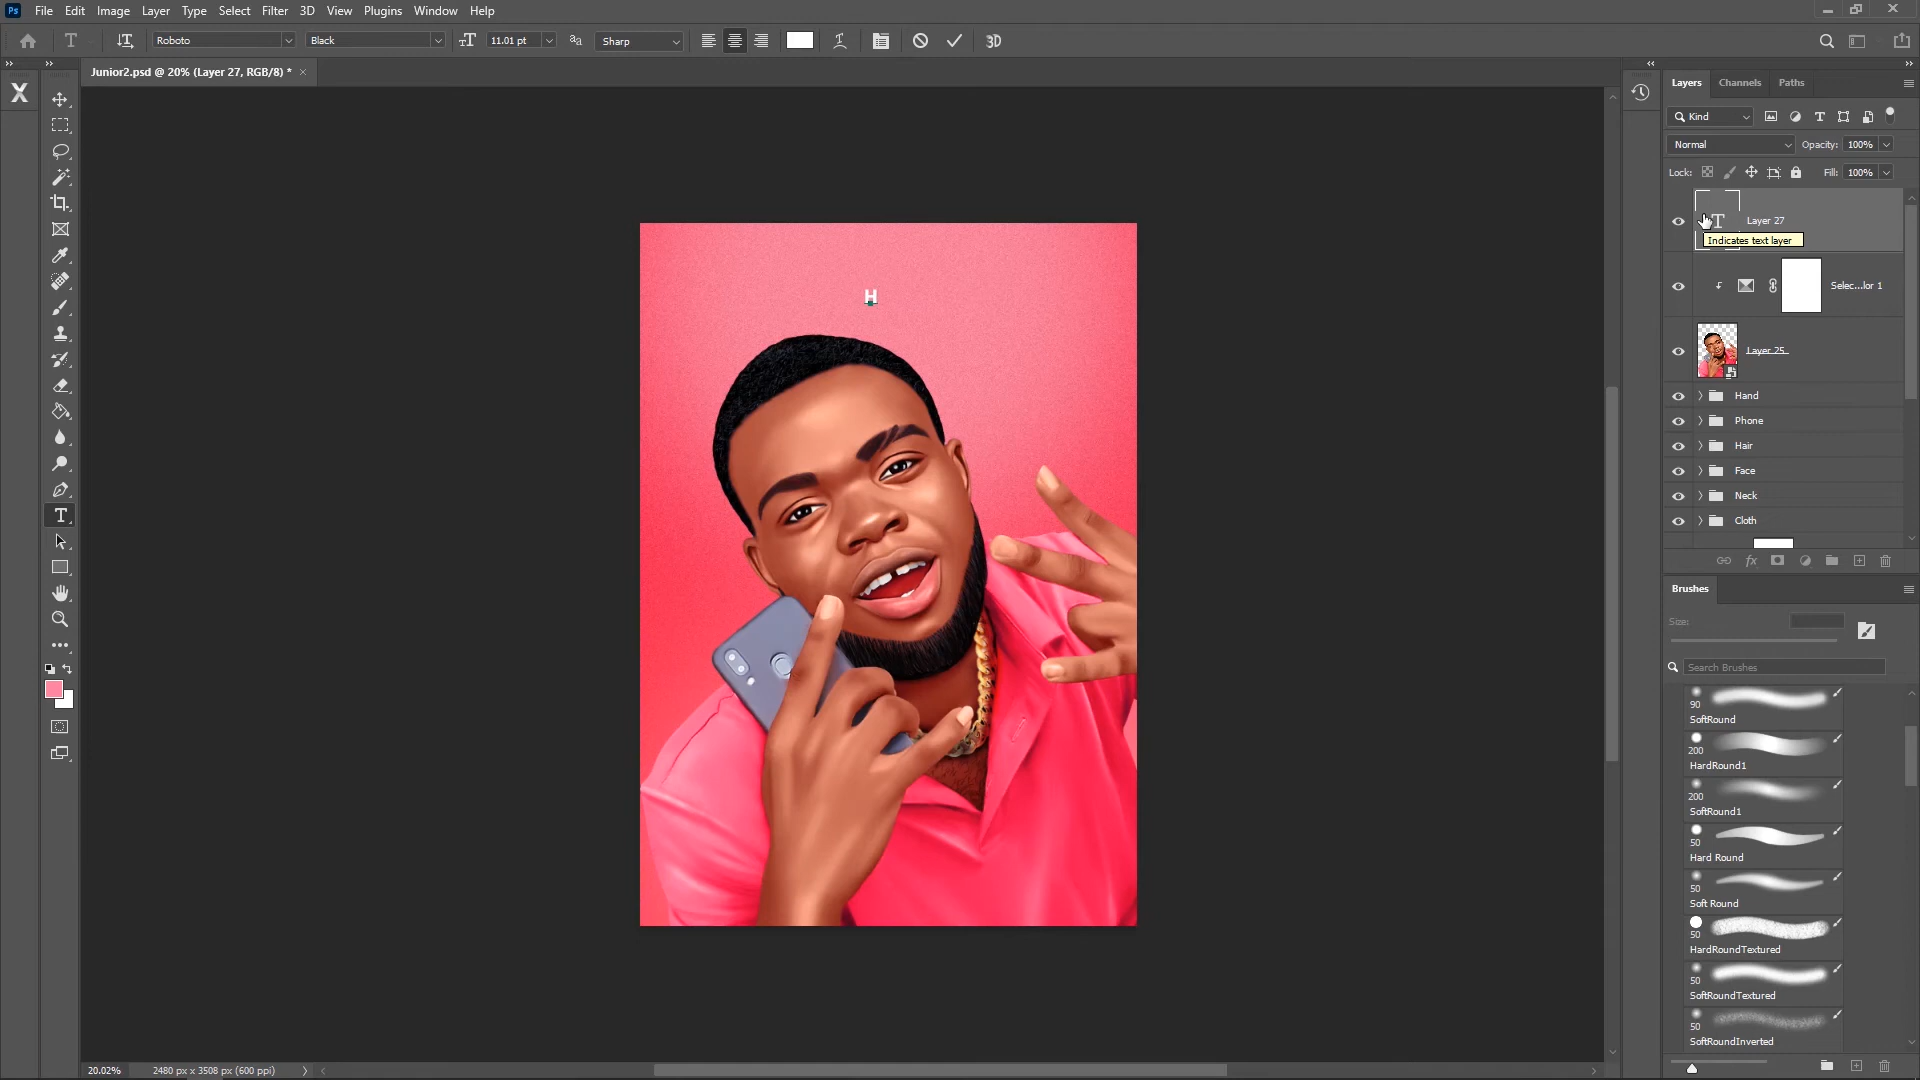 Ps File Edit Image Layer Type Select Filter 3D View Plugins Window Help
T Roboto Black 11.01 pt Sharp 3D
Junior2.psd @ 20% (Layer 27, RGB/8) *
X
T
H
20.02% 2480 px x 3508 px (600 ppi)
Layers Channels Paths
Kind
Normal Opacity: 100%
Lock: Fill: 100%
T Layer 27
Indicates text layer
Selec...lor 1
Layer 25
Hand
Phone
Hair
Face
Neck
Cloth
fx
Brushes
Size:
Search Brushes
90
SoftRound
200
HardRound1
200
SoftRound1
50
Hard Round
50
Soft Round
50
HardRoundTextured
50
SoftRoundTextured
50
SoftRoundInverted